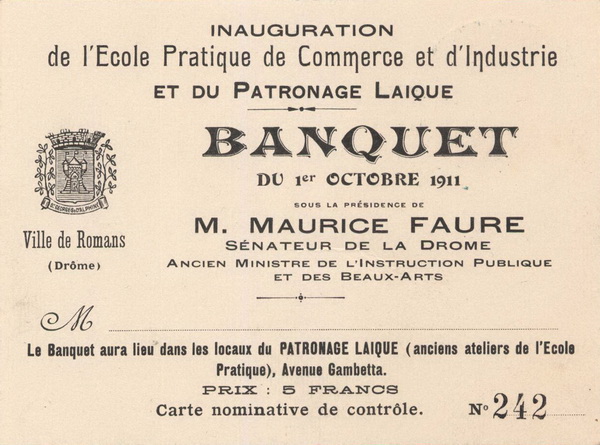 INAUGURATION
de l'Ecole Pratique de Commerce et d'Industrie
ET DU PATRONAGE LAIQUE
BANQUET
DU 1er OCTOBRE 1911
SOUS LA PRÉSIDENCE DE
M. MAURICE FAURE
SÉNATEUR DE LA DROME
ANCIEN MINISTRE DE L'INSTRUCTION PUBLIQUE
ET DES BEAUX-ARTS
Ville de Romans
(Drôme)
M
Le Banquet aura lieu dans les locaux du PATRONAGE LAIQUE (anciens ateliers de l'Ecole
Pratique), Avenue Gambetta.
PRIX : 5 FRANCS
Carte nominative de contrôle. No 242